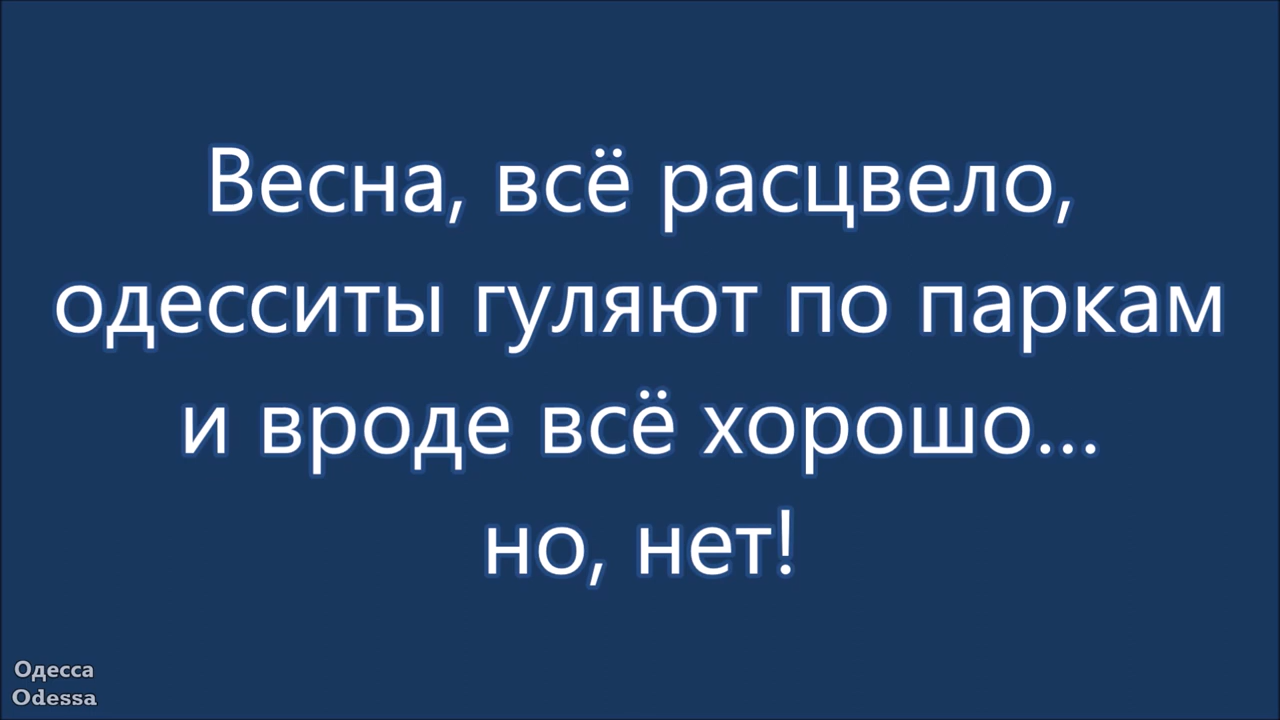 Весна, всё расцвело,
одесситы гуляют по паркам
и вроде всё хорошо...
но, нет!
Одесса
Odessa